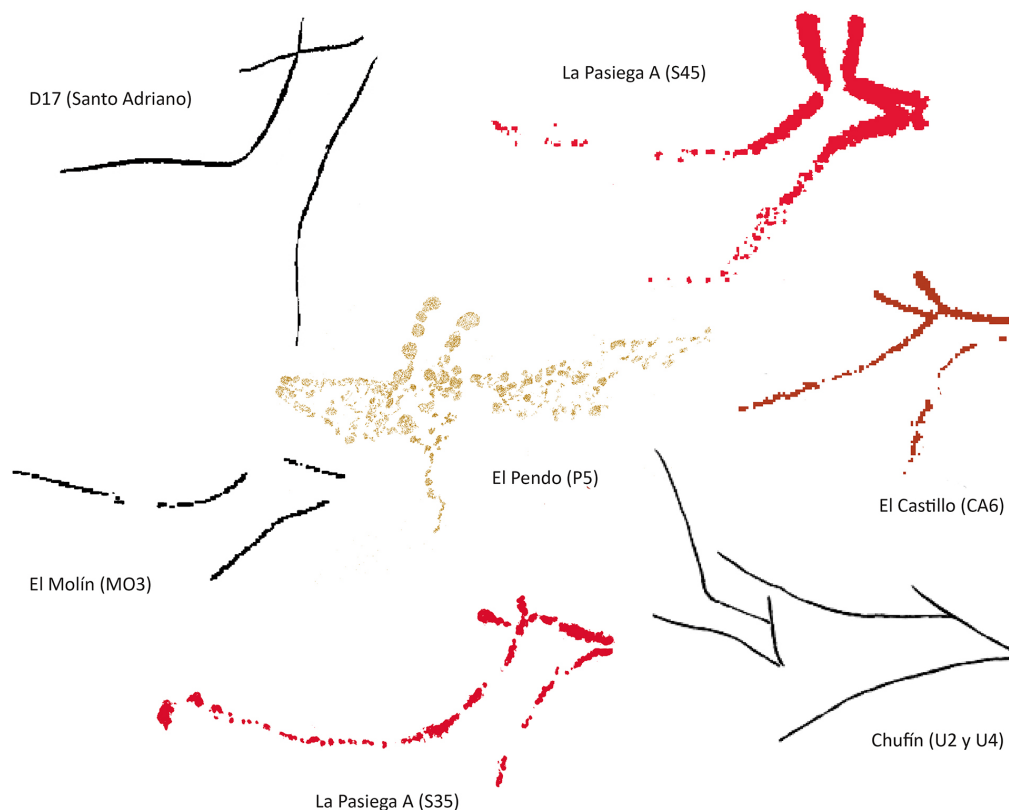 La Pasiega A (S45)
D17 (Santo Adriano)
El Pendo (P5)
El Castillo (CA6)
El Molín (MO3)
Chufín (U2 y U4)
La Pasiega A (S35)